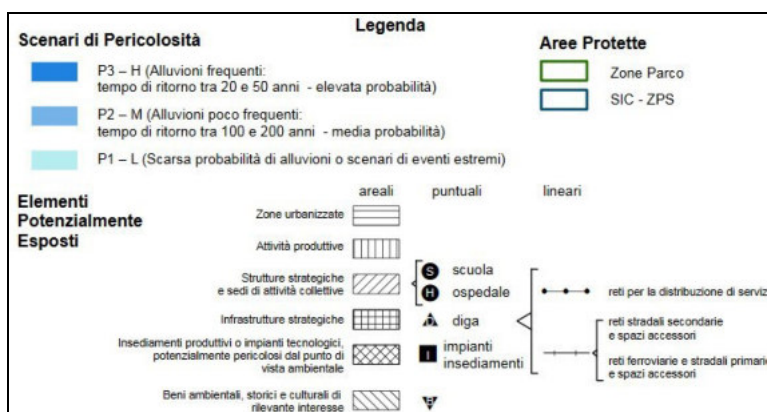 Legenda
Scenari di Pericolosità
P3 – H (Alluvioni frequenti:
tempo di ritorno tra 20 e 50 anni - elevata probabilità)
P2 – M (Alluvioni poco frequenti:
tempo di ritorno tra 100 e 200 anni - media probabilità)
P1 – L (Scarsa probabilità di alluvioni o scenari di eventi estremi)
Aree Protette
Zone Parco
SIC - ZPS
Elementi
Potenzialmente
Esposti
areali
puntuali
lineari
Zone urbanizzate
Attività produttive
Strutture strategiche
e sedi di attività collettive
S scuola
H ospedale
Infrastrutture strategiche
diga
Insediamenti produttivi o impianti tecnologici,
potenzialmente pericolosi dal punto di
vista ambientale
I impianti
insediamenti
Beni ambientali, storici e culturali di
rilevante interesse
reti per la distribuzione di serviz
reti stradali secondarie
e spazi accessori
reti ferroviarie e stradali primarie
e spazi accessori